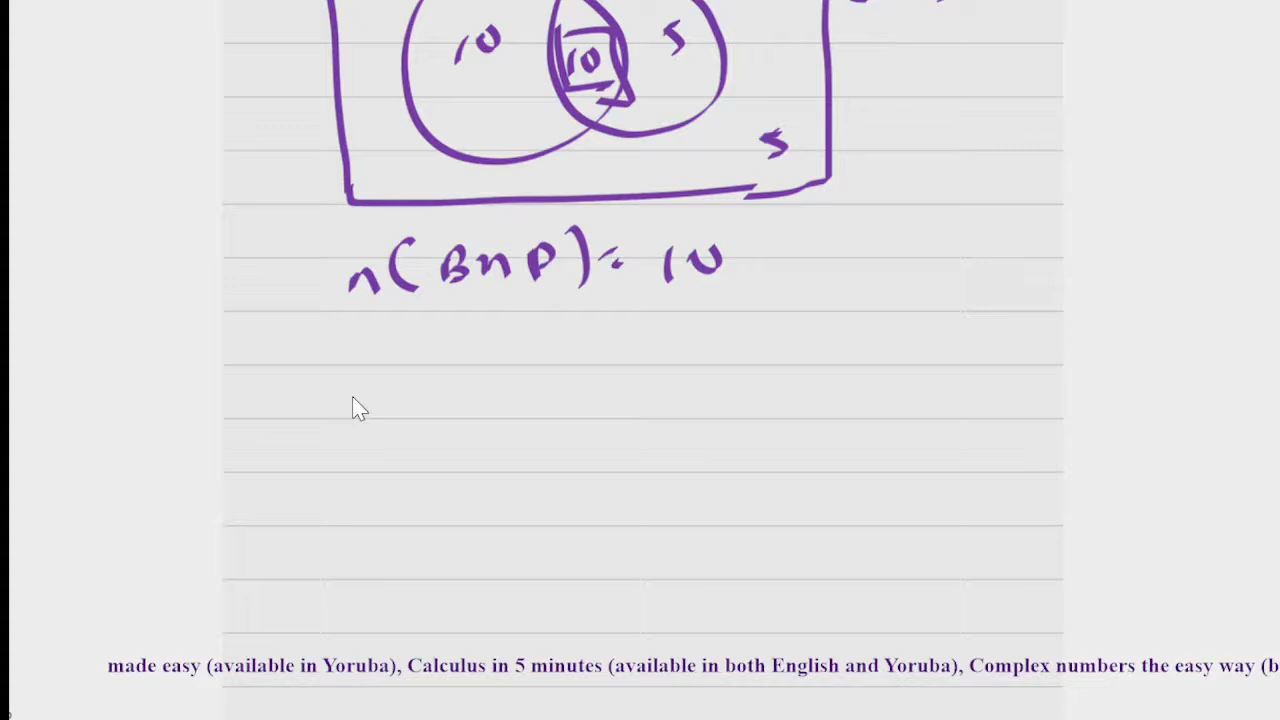 10 10 5
5
n(BnP)= 10
made easy (available in Yoruba), Calculus in 5 minutes (available in both English and Yoruba), Complex numbers the easy way (b